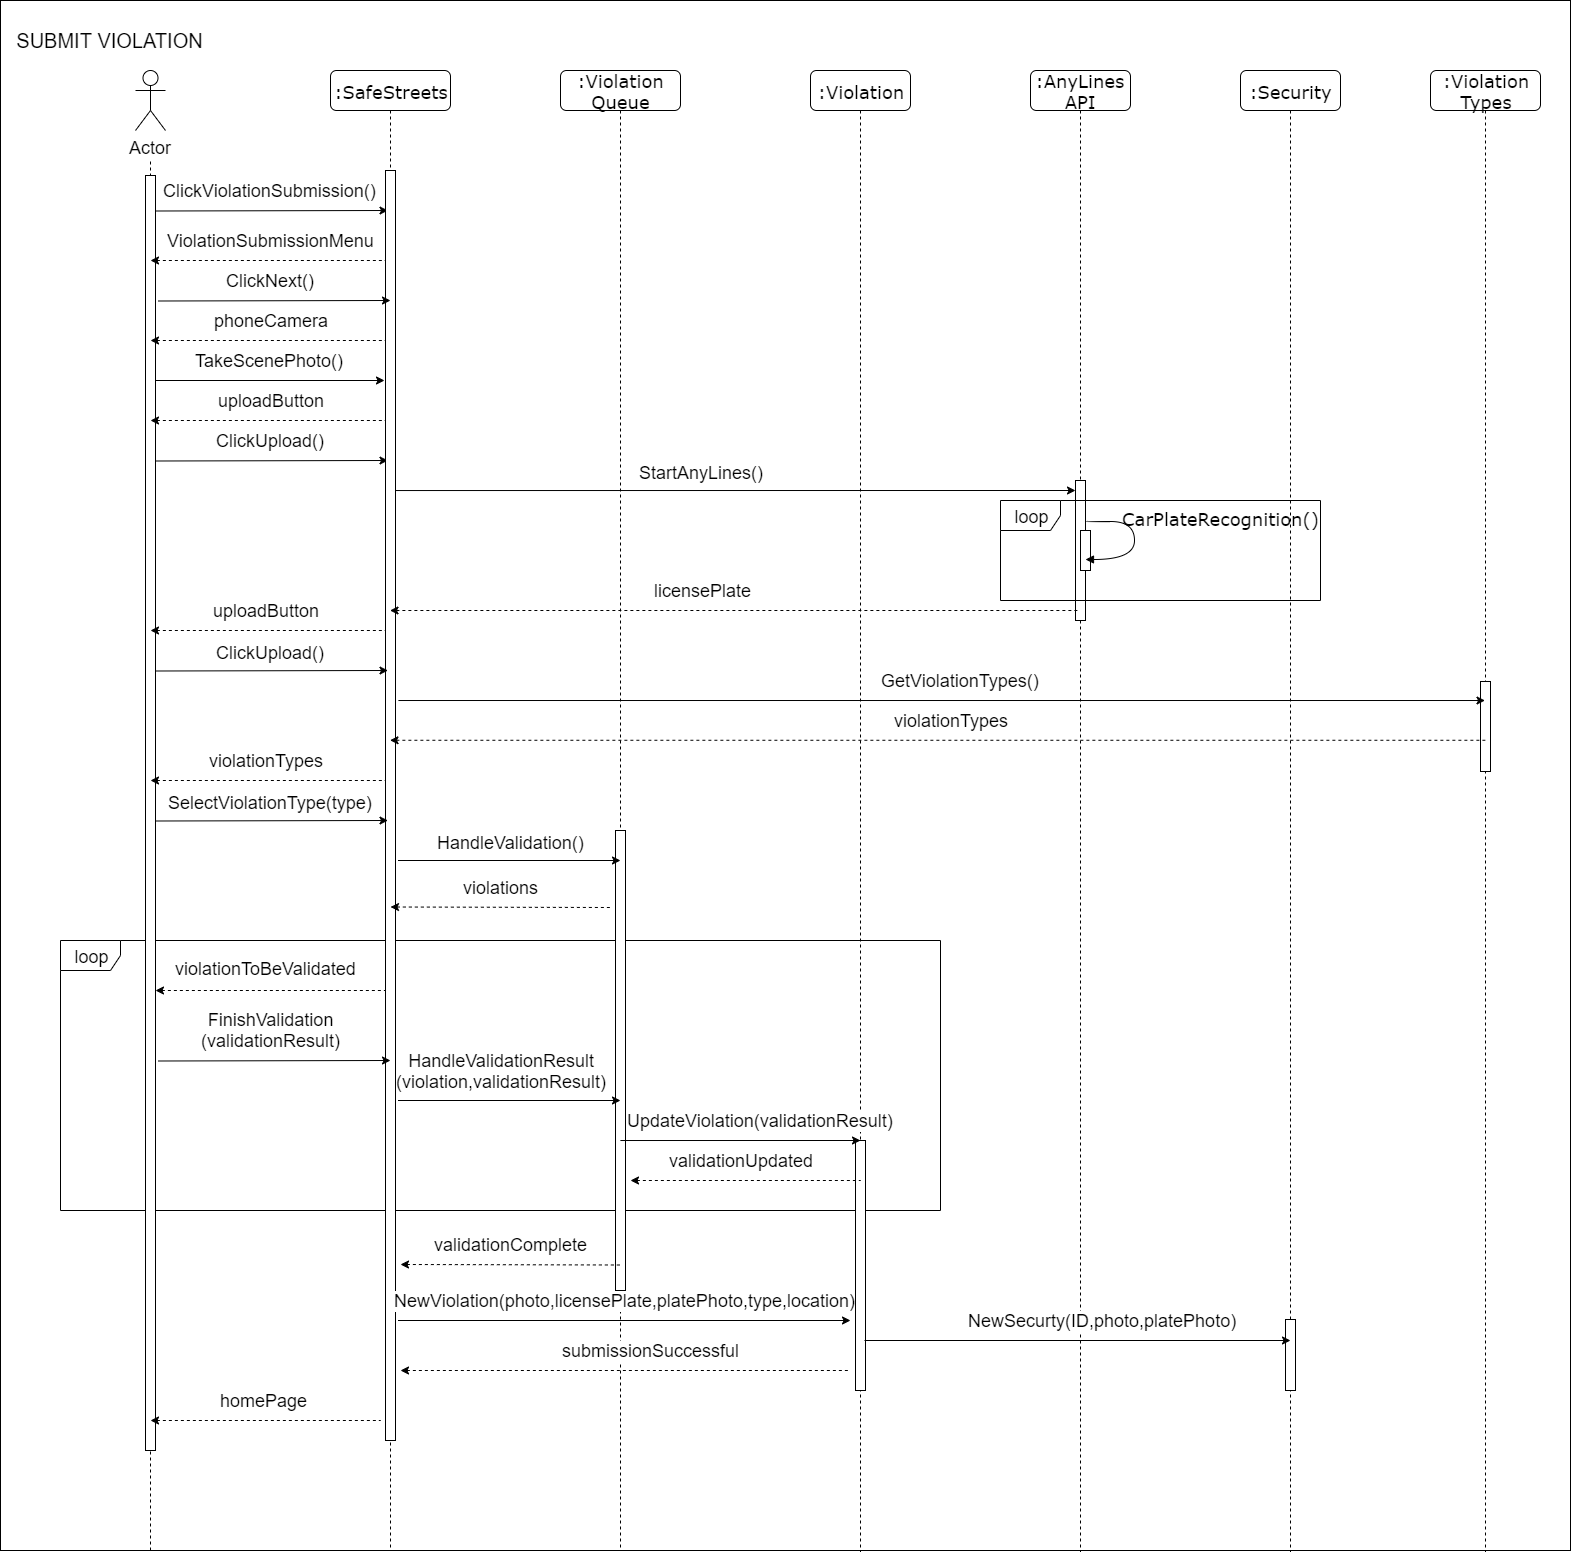 SUBMIT VIOLATION
Actor
:SafeStreets
:Violation
Queue
:Violation
:AnyLines
API
:Security
:Violation
Types
ClickViolationSubmission()
ViolationSubmissionMenu
ClickNext()
phoneCamera
TakeScenePhoto()
uploadButton
ClickUpload()
StartAnyLines()
loop
CarPlateRecognition()
licensePlate
uploadButton
ClickUpload()
GetViolationTypes()
violationTypes
violationTypes
SelectViolationType(type)
HandleValidation()
violations
loop
violationToBeValidated
FinishValidation
(validationResult)
HandleValidationResult
(violation,validationResult)
UpdateViolation(validationResult)
validationUpdated
validationComplete
NewViolation(photo,licensePlate,platePhoto,type,location)
NewSecurty(ID,photo,platePhoto)
submissionSuccessful
homePage